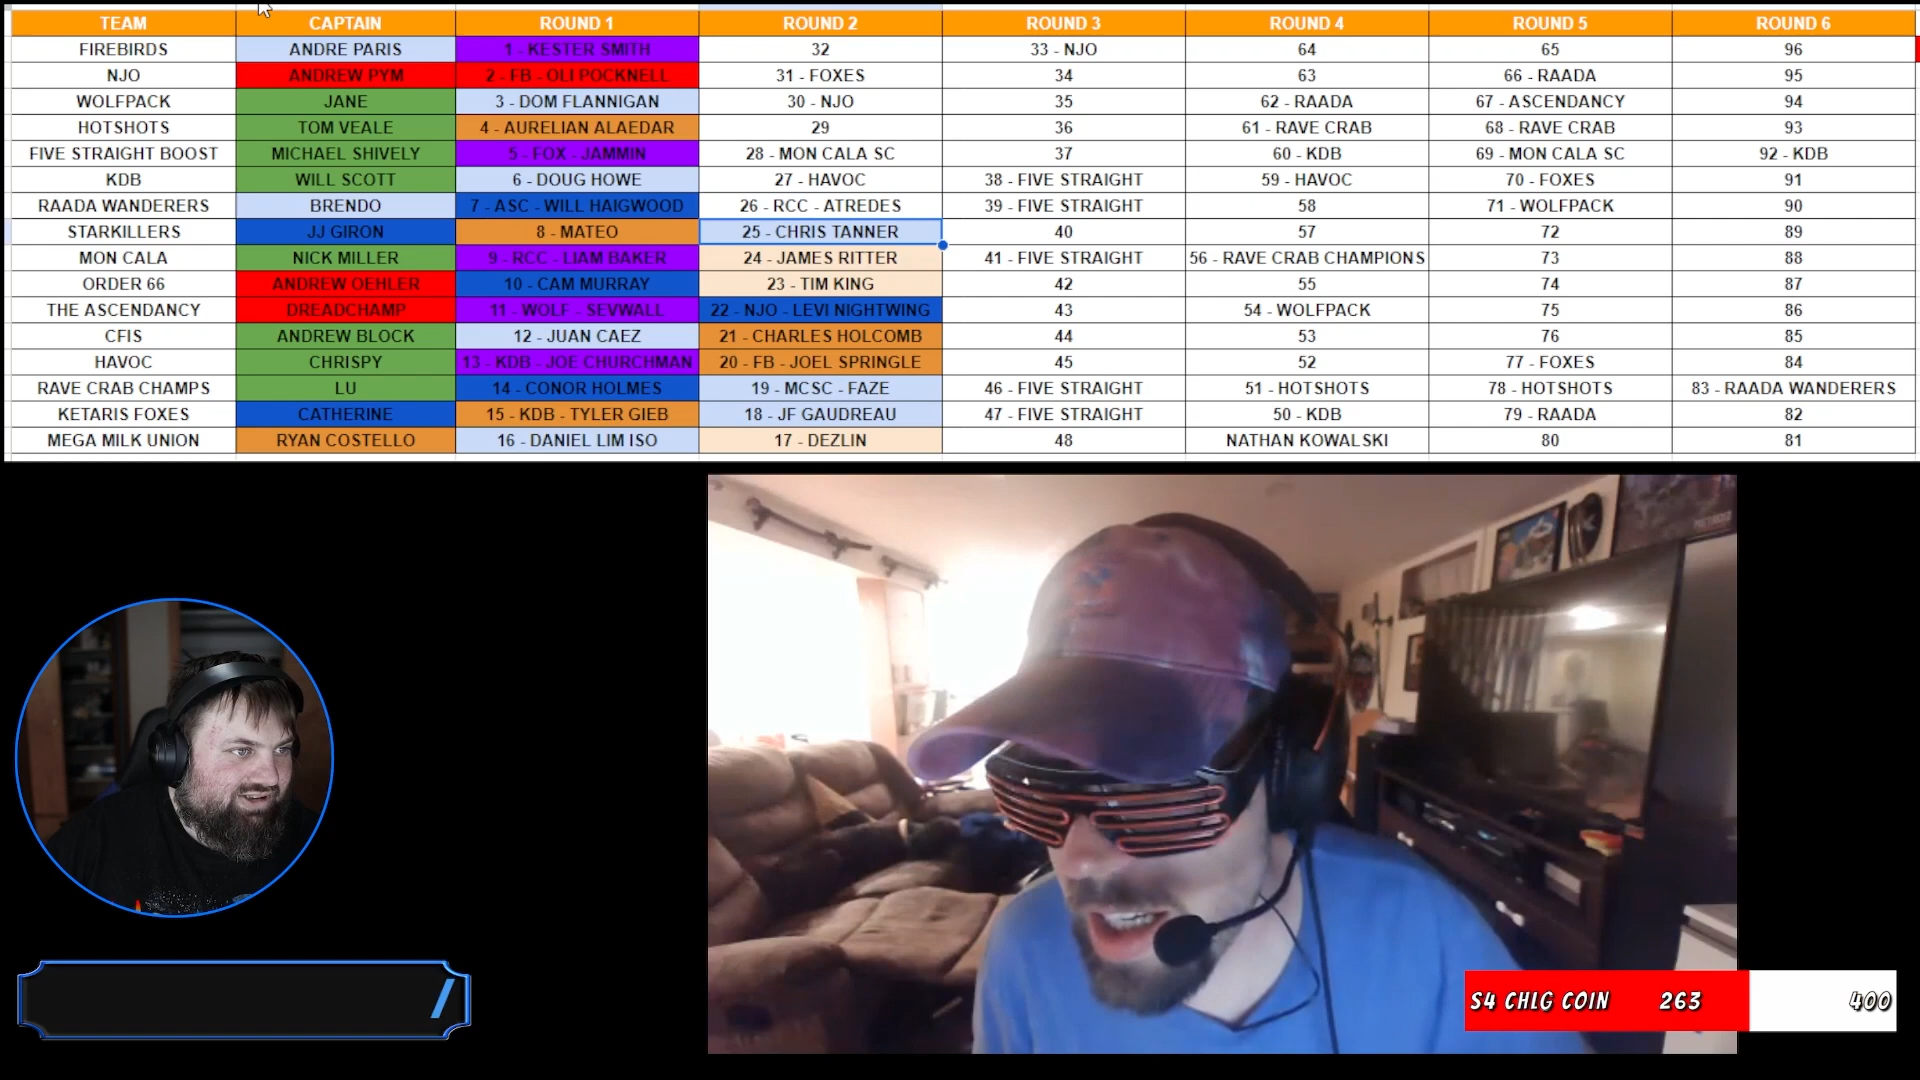 TEAM CAPTAIN ROUND 1 ROUND 2 ROUND 3 ROUND 4 ROUND 5 ROUND 6
FIREBIRDS ANDRE PARIS 1 - KESTER SMITH 32 33 - NJO 64 65 96
NJO ANDREW PYM 2 - FB - OLI POCKNELL 31 - FOXES 34 63 66 - RAADA 95
WOLFPACK JANE 3 - DOM FLANNIGAN 30 - NJO 35 62 - RAADA 67 - ASCENDANCY 94
HOTSHOTS TOM VEALE 4 - AURELIAN ALAEDAR 29 36 61 - RAVE CRAB 68 - RAVE CRAB 93
FIVE STRAIGHT BOOST MICHAEL SHIVELY 5 - FOX - JAMMIN 28 - MON CALA SC 37 60 - KDB 69 - MON CALA SC 92 - KDB
KDB WILL SCOTT 6 - DOUG HOWE 27 - HAVOC 38 - FIVE STRAIGHT 59 - HAVOC 70 - FOXES 91
RAADA WANDERERS BRENDO 7 - ASC - WILL HAIGWOOD 26 - RCC - ATREDES 39 - FIVE STRAIGHT 58 71 - WOLFPACK 90
STARKILLERS JJ GIRON 8 - MATEO 25 - CHRIS TANNER 40 57 72 89
MON CALA NICK MILLER 9 - RCC - LIAM BAKER 24 - JAMES RITTER 41 - FIVE STRAIGHT 56 - RAVE CRAB CHAMPIONS 73 88
ORDER 66 ANDREW OEHLER 10 - CAM MURRAY 23 - TIM KING 42 55 74 87
THE ASCENDANCY DREADCHAMP 11 - WOLF - SEVWALL 22 - NJO - LEVI NIGHTWING 43 54 - WOLFPACK 75 86
CFIS ANDREW BLOCK 12 - JUAN CAEZ 21 - CHARLES HOLCOMB 44 53 76 85
HAVOC CHRISPY 13 - KDB - JOE CHURCHMAN 20 - FB - JOEL SPRINGLE 45 52 77 - FOXES 84
RAVE CRAB CHAMPS LU 14 - CONOR HOLMES 19 - MCSC - FAZE 46 - FIVE STRAIGHT 51 - HOTSHOTS 78 - HOTSHOTS 83 - RAADA WANDERERS
KETARIS FOXES CATHERINE 15 - KDB - TYLER GIEB 18 - JF GAUDREAU 47 - FIVE STRAIGHT 50 - KDB 79 - RAADA 82
MEGA MILK UNION RYAN COSTELLO 16 - DANIEL LIM ISO 17 - DEZLIN 48 NATHAN KOWALSKI 80 81
/
S4 CHLG COIN 263 400